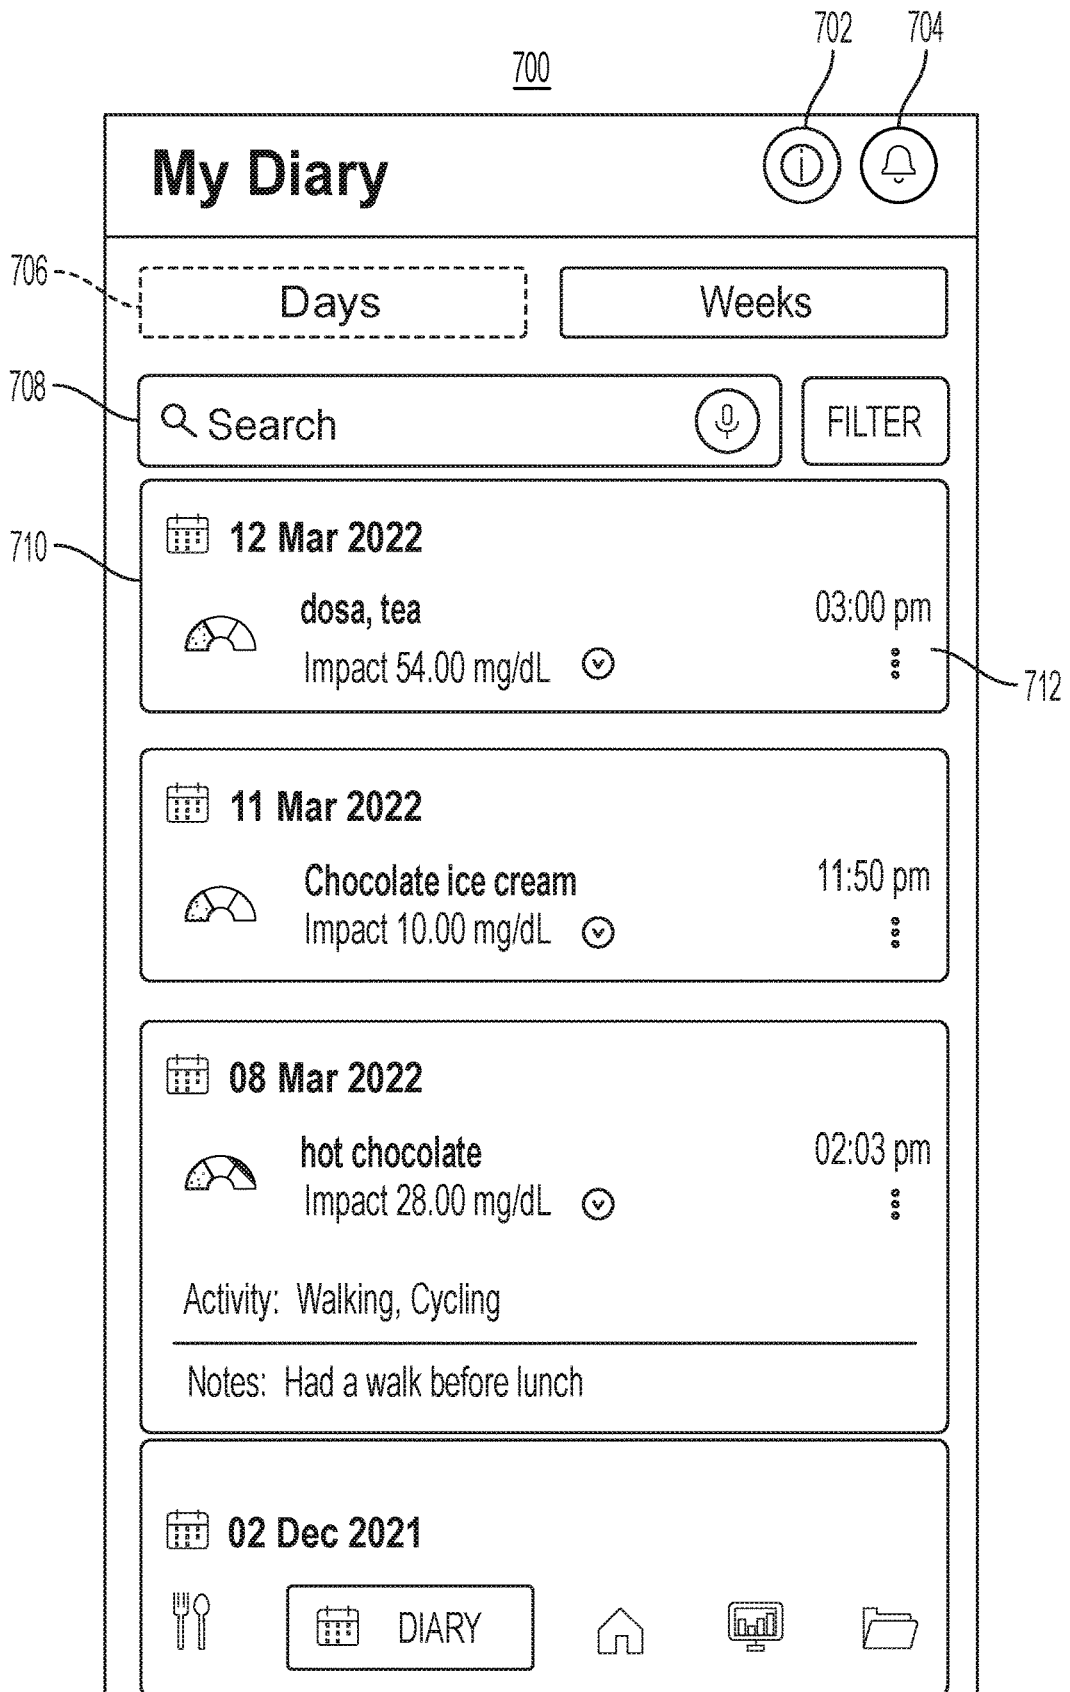 702 704
700
My Diary
706
Days Weeks
708
Search FILTER
710
12 Mar 2022
dosa, tea 03:00 pm
Impact 54.00 mg/dL
712
11 Mar 2022
Chocolate ice cream 11:50 pm
Impact 10.00 mg/dL
08 Mar 2022
hot chocolate 02:03 pm
Impact 28.00 mg/dL
Activity: Walking, Cycling
Notes: Had a walk before lunch
02 Dec 2021
DIARY